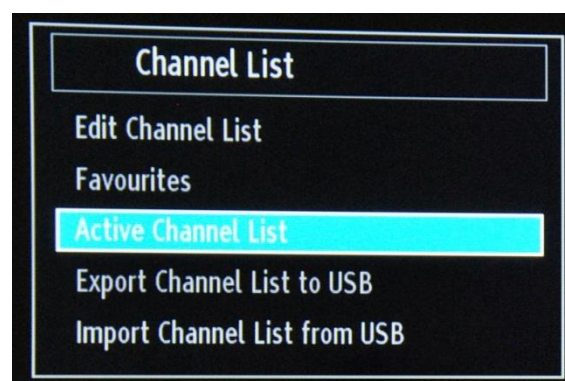 Channel List
Edit Channel List
Favourites
Active Channel List
Export Channel List to USB
Import Channel List from USB